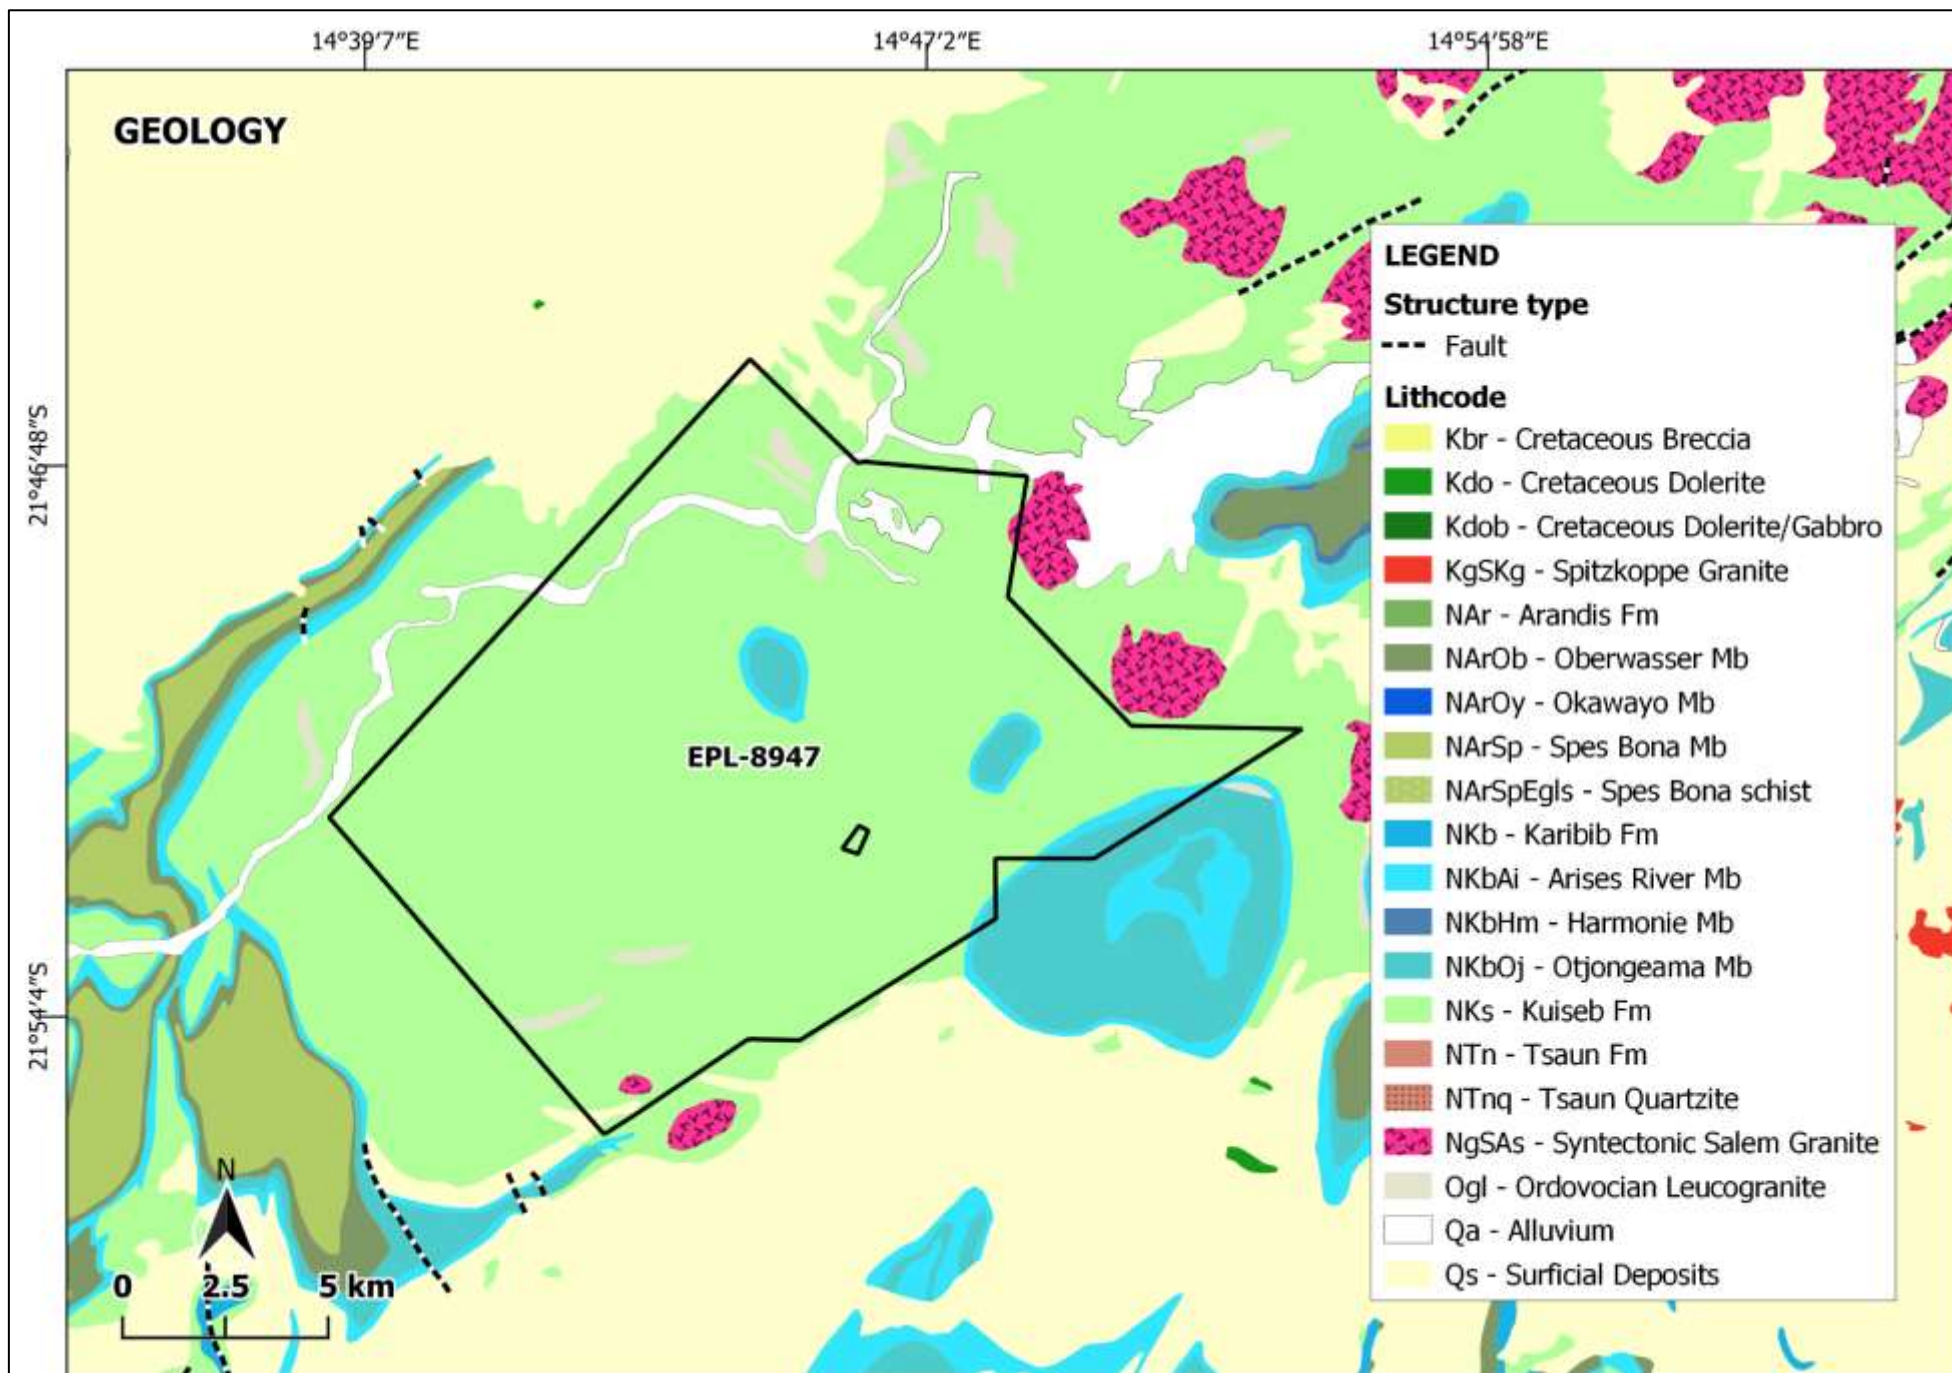 14°39′7″E
14°47′2″E
14°54′58″E
GEOLOGY
21°46′48″S
21°54′4″S
EPL-8947
N
0 2.5 5 km
LEGEND
Structure type
Fault
Lithcode
Kbr - Cretaceous Breccia
Kdo - Cretaceous Dolerite
Kdob - Cretaceous Dolerite/Gabbro
KgSKg - Spitzkoppe Granite
NAr - Arandis Fm
NArOb - Oberwasser Mb
NArOy - Okawayo Mb
NArSp - Spes Bona Mb
NArSpEgls - Spes Bona schist
NKb - Karibib Fm
NKbAi - Arises River Mb
NKbHm - Harmonie Mb
NKbOj - Otjongeama Mb
NKs - Kuiseb Fm
NTn - Tsaun Fm
NTnq - Tsaun Quartzite
NgSAs - Syntectonic Salem Granite
Ogl - Ordovocian Leucogranite
Qa - Alluvium
Qs - Surficial Deposits